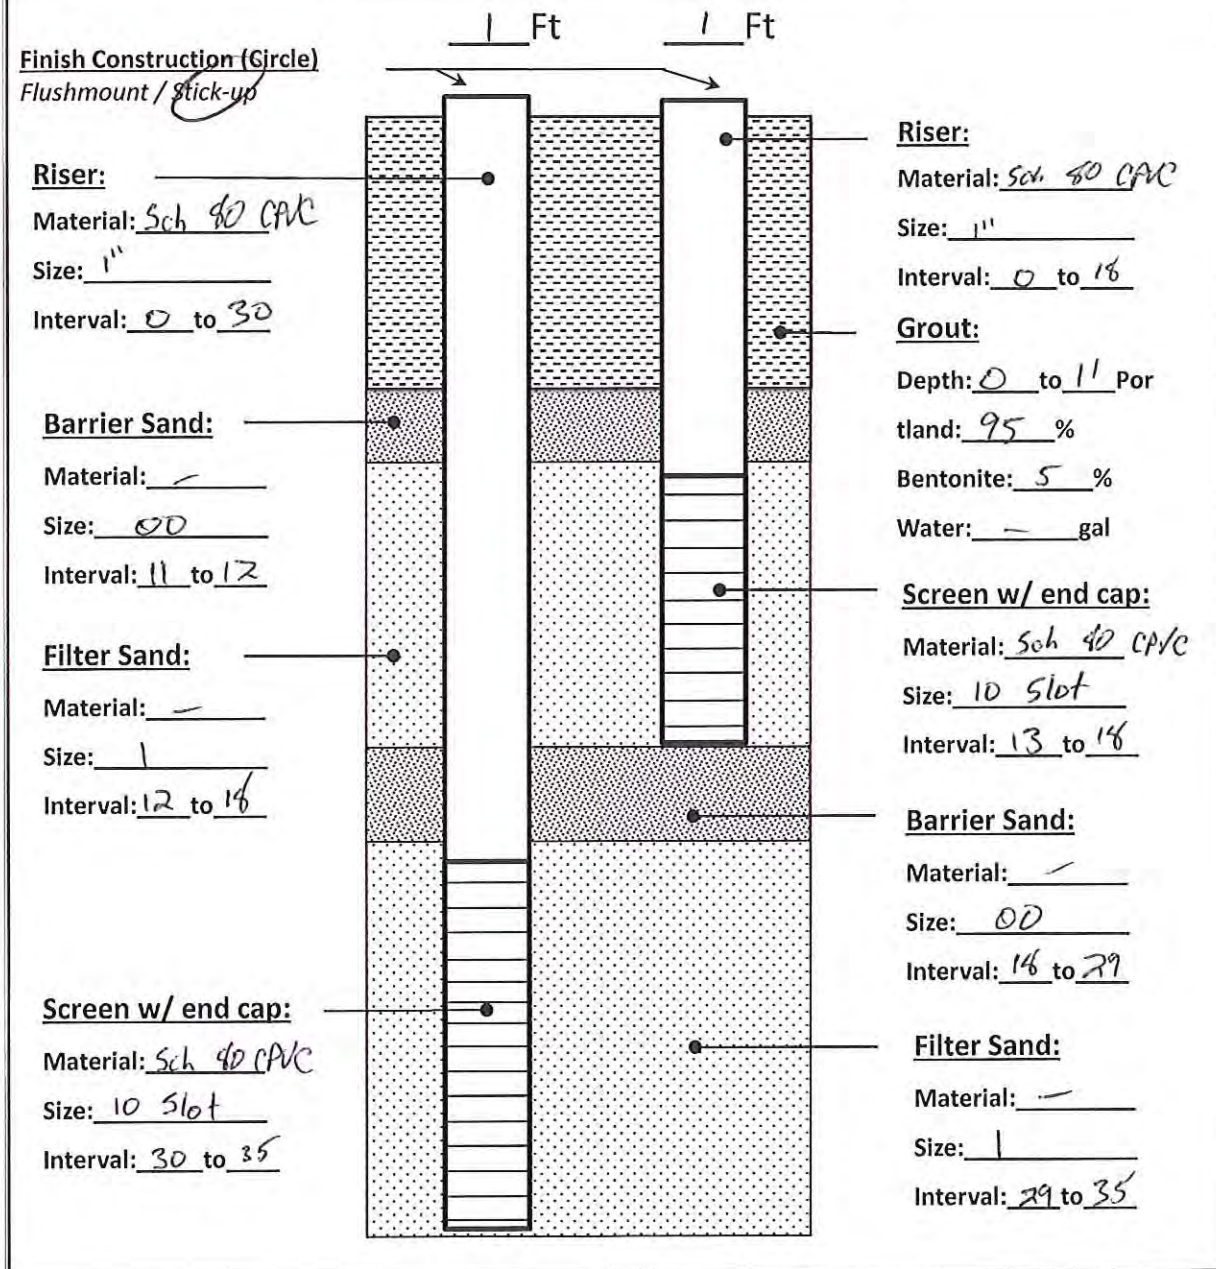 1 Ft
1 Ft
Finish Construction (Circle)
Flushmount / Stick-up
Riser:
Material: Sch 80 CPVC
Size: 1"
Interval: 0 to 30
Barrier Sand:
Material: -
Size: 00
Interval: 11 to 12
Filter Sand:
Material: -
Size: 1
Interval: 12 to 18
Screen w/ end cap:
Material: Sch 80 CPVC
Size: 10 Slot
Interval: 30 to 35
Riser:
Material: Sch 80 CPVC
Size: 1"
Interval: 0 to 18
Grout:
Depth: 0 to 11 Por
tland: 95 %
Bentonite: 5 %
Water: - gal
Screen w/ end cap:
Material: Sch 80 CPVC
Size: 10 Slot
Interval: 13 to 18
Barrier Sand:
Material: -
Size: 00
Interval: 18 to 29
Filter Sand:
Material: -
Size: 1
Interval: 29 to 35